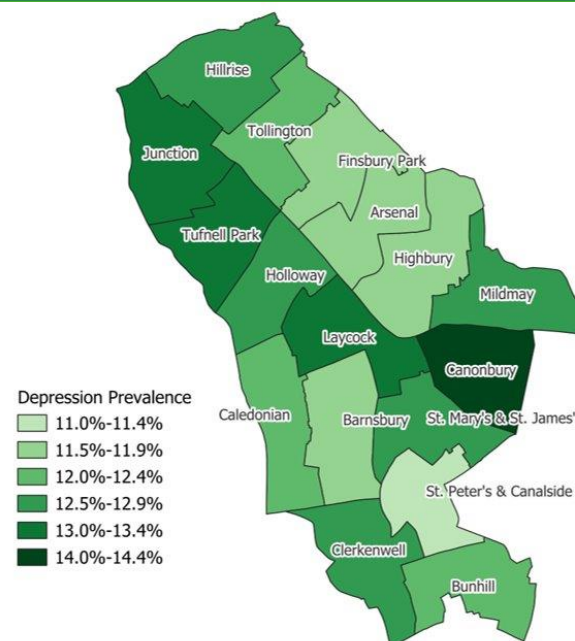 Hillrise
Tollington
Junction
Finsbury Park
Arsenal
Tufnell Park
Highbury
Holloway
Mildmay
Laycock
Canonbury
Depression Prevalence
11.0%-11.4%
11.5%-11.9%
12.0%-12.4%
12.5%-12.9%
13.0%-13.4%
14.0%-14.4%
Caledonian
Barnsbury
St. Mary's & St. James'
St. Peter's & Canalside
Clerkenwell
Bunhill